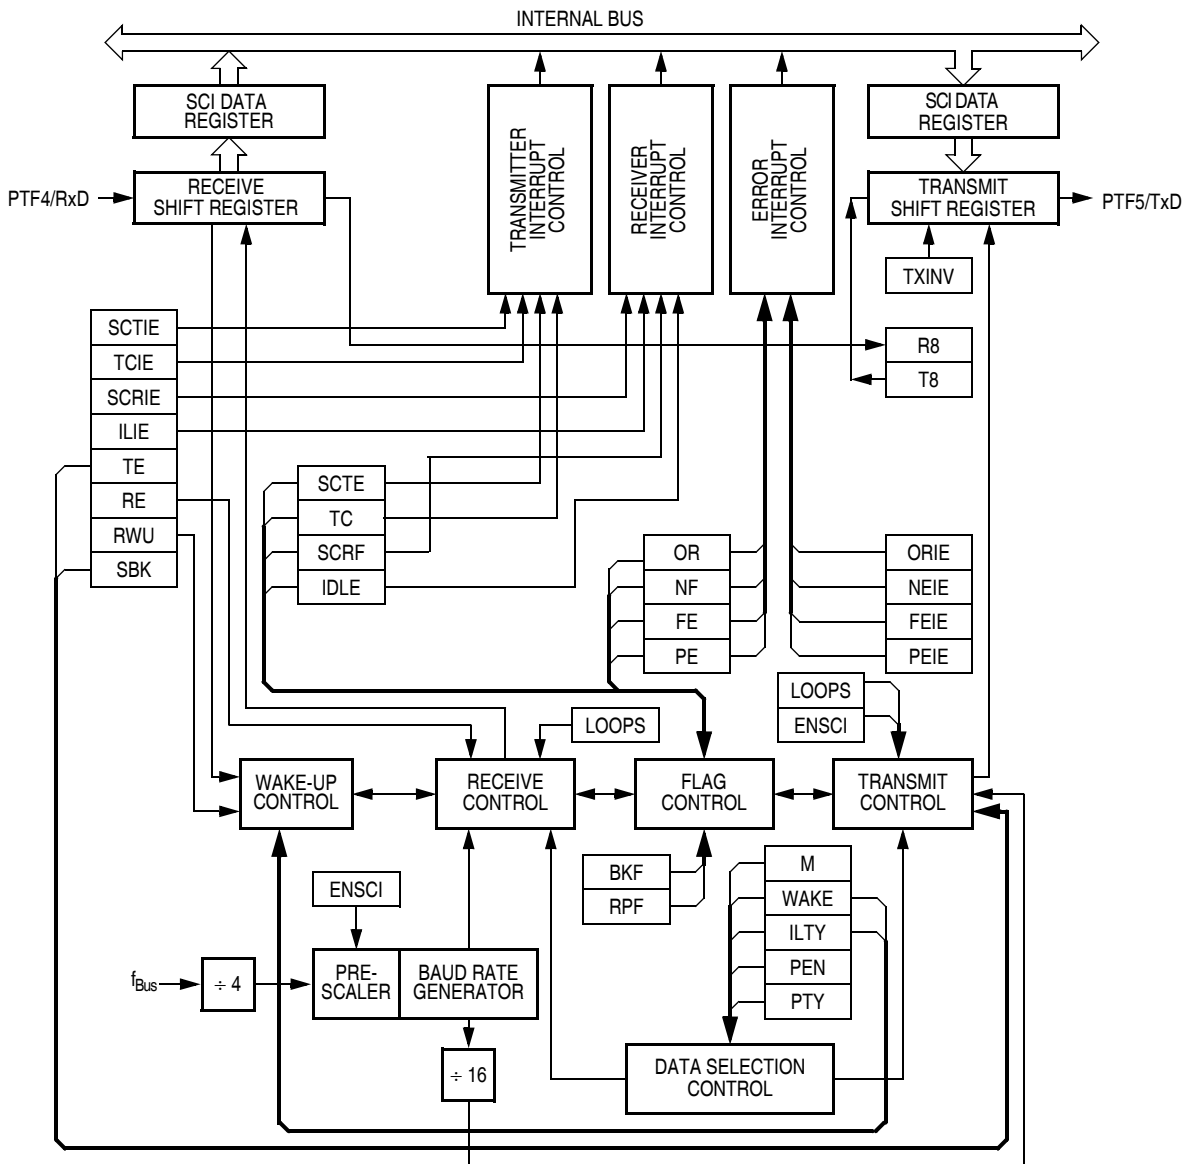 INTERNAL BUS
SCI DATA
REGISTER
TRANSMITTER
INTERRUPT
CONTROL
RECEIVER
INTERRUPT
CONTROL
ERROR
INTERRUPT
CONTROL
SCI DATA
REGISTER
PTF4/RxD
RECEIVE
SHIFT REGISTER
TRANSMIT
SHIFT REGISTER
PTF5/TxD
TXINV
SCTIE
TCIE
SCRIE
ILIE
TE
RE
RWU
SBK
R8
T8
SCTE
TC
SCRF
IDLE
OR
NF
FE
PE
ORIE
NEIE
FEIE
PEIE
LOOPS
ENSCI
LOOPS
WAKE-UP
CONTROL
RECEIVE
CONTROL
FLAG
CONTROL
TRANSMIT
CONTROL
BKF
RPF
M
WAKE
ILTY
PEN
PTY
ENSCI
fBus
÷ 4
PRE-
SCALER
BAUD RATE
GENERATOR
÷ 16
DATA SELECTION
CONTROL